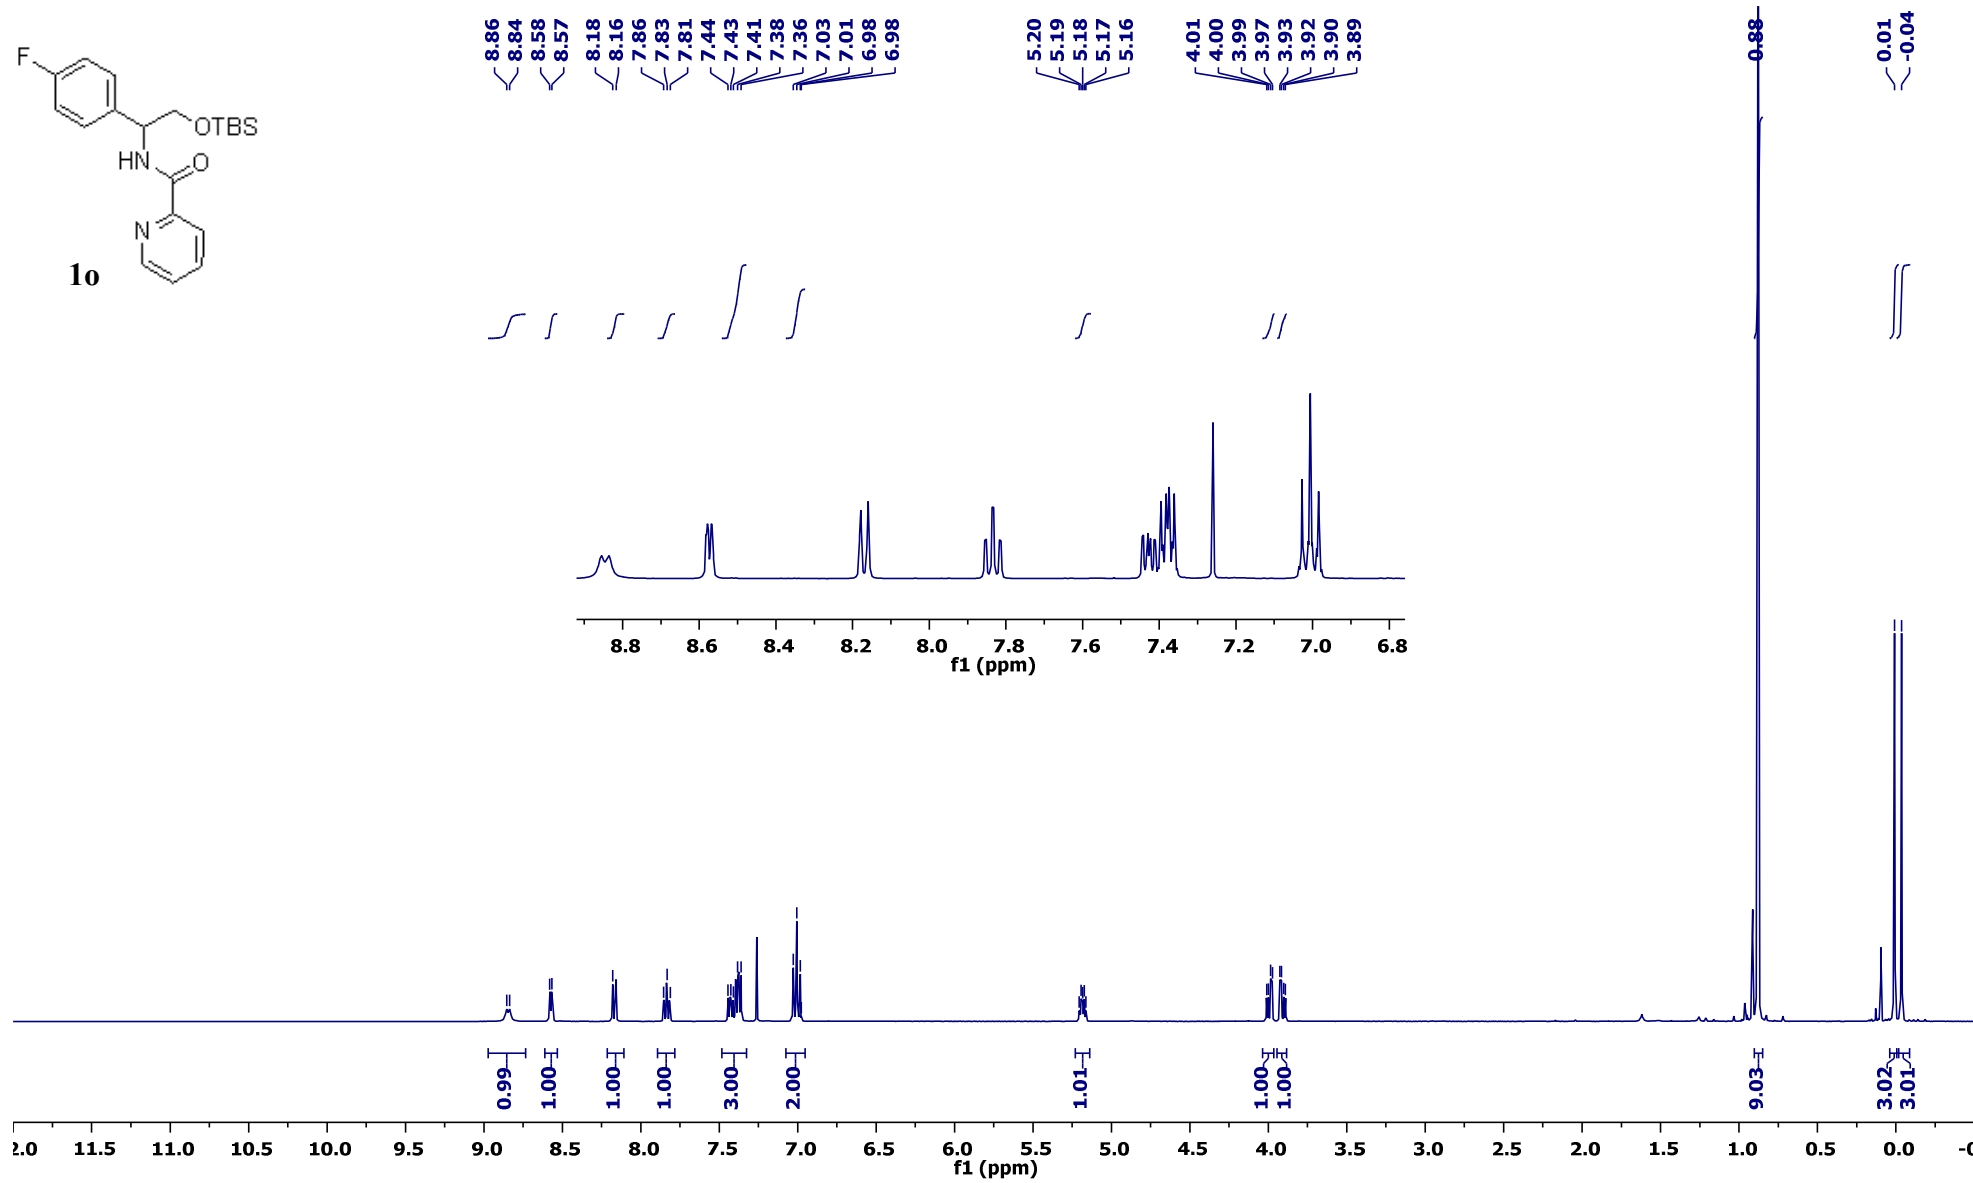 8.86 8.84 8.58 8.57 8.18 8.16 7.86 7.83 7.81 7.44 7.43 7.41 7.38 7.36 7.03 7.01 6.98 6.98 5.20 5.19 5.18 5.17 5.16 4.01 4.00 3.99 3.97 3.93 3.92 3.90 3.89 0.88 0.01 -0.04
F
OTBS
HN
O
N
1o
8.8 8.6 8.4 8.2 8.0 7.8 7.6 7.4 7.2 7.0 6.8
f1 (ppm)
0.99 1.00 1.00 1.00 3.00 2.00 1.01 1.00 1.00 9.03 3.02 3.01
2.0 11.5 11.0 10.5 10.0 9.5 9.0 8.5 8.0 7.5 7.0 6.5 6.0 5.5 5.0 4.5 4.0 3.5 3.0 2.5 2.0 1.5 1.0 0.5 0.0 -0
f1 (ppm)